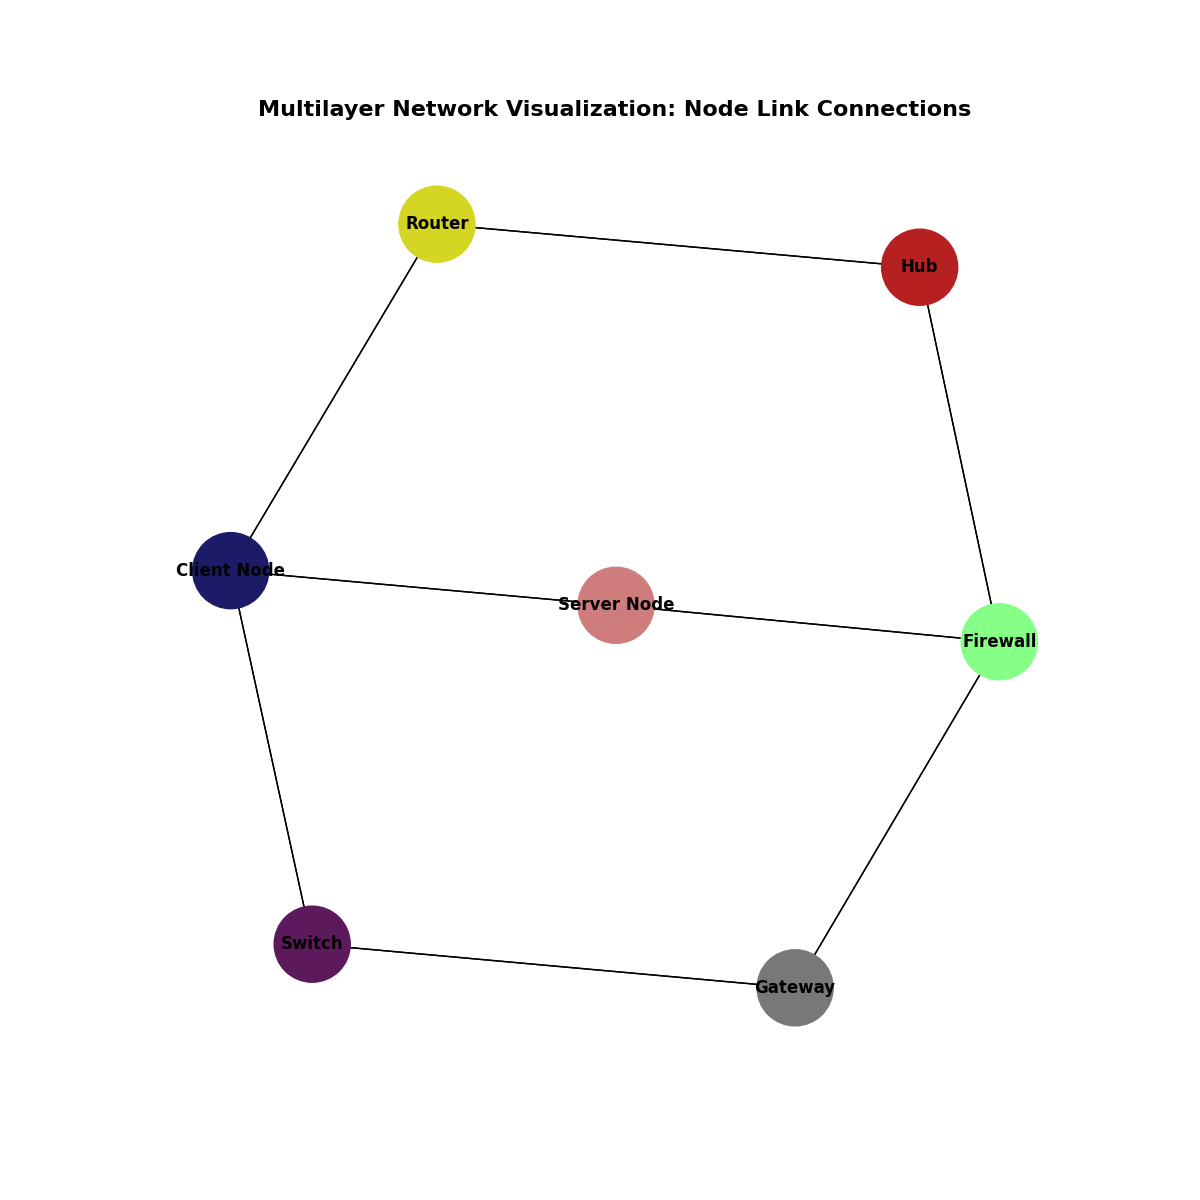 Multilayer Network Visualization: Node Link Connections
Router
Hub
Client Node
Server Node
Firewall
Switch
Gateway